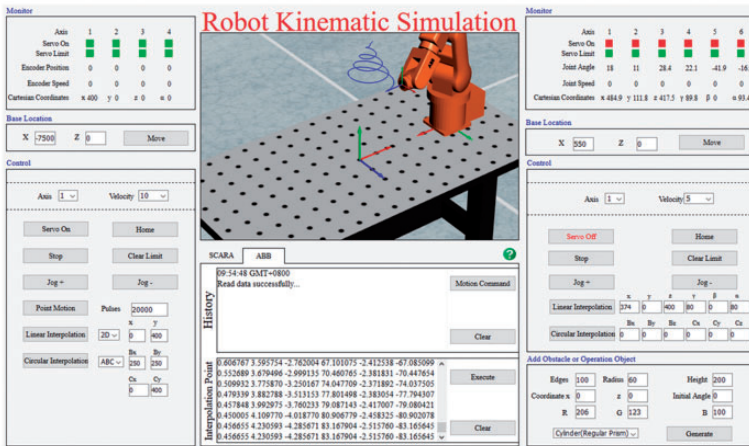 Robot Kinematic Simulation
Monitor
Axis 1 2 3 4
Servo On
Servo Limit
Encoder Position 0 0 0 0
Encoder Speed 0 0 0 0
Cartesian Coordinates x 400 y 0 z 0 α 0
Base Location
X -7500 Z 0 Move
Control
Axis 1 Velocity 10
Servo On Home
Stop Clear Limit
Jog + Jog -
Point Motion Pulses 20000
x y
Linear Interpolation 2D 0 400
Bx By
Circular Interpolation ABC 250 250
Cx Cy
0 400
SCARA ABB
History
09:54:48 GMT+0800
Read data successfully...
Motion Command
Clear
Interpolation Point
0.606767 3.595754 -2.762004 67.101075 -2.412538 -67.085099
0.552689 3.679496 -2.999135 70.460765 -2.381831 -70.447654
0.509932 3.775870 -3.250167 74.047709 -2.371892 -74.037505
0.479339 3.882788 -3.513153 77.801498 -2.383054 -77.794307
0.457848 3.992975 -3.760233 79.087143 -2.417007 -79.080421
0.450005 4.109770 -4.018770 80.906779 -2.458325 -80.902078
0.456655 4.230593 -4.285671 83.167904 -2.515760 -83.165645
0.456655 4.230593 -4.285671 83.167904 -2.515760 -83.165645
Execute
Clear
Monitor
Axis 1 2 3 4 5 6
Servo On
Servo Limit
Joint Angle 18 11 28.4 22.1 -41.9 -16.
Joint Speed 0 0 0 0 0 0
Cartesian Coordinates x 484.9 y 111.8 z 417.5 γ 89.8 β 0 α 93.4
Base Location
X 550 Z 0 Move
Control
Axis 1 Velocity 5
Servo Off Home
Stop Clear Limit
Jog + Jog -
x y z γ β α
Linear Interpolation 374 0 400 80 0 80
Bx By Bz Cx Cy Cz
Circular Interpolation 0 0 0 0 0 0
Add Obstacle or Operation Object
Edges 100 Radius 60 Height 200
Coordinate x 0 z 0 Initial Angle 0
R 206 G 123 B 100
Cylinder(Regular Prism) Generate